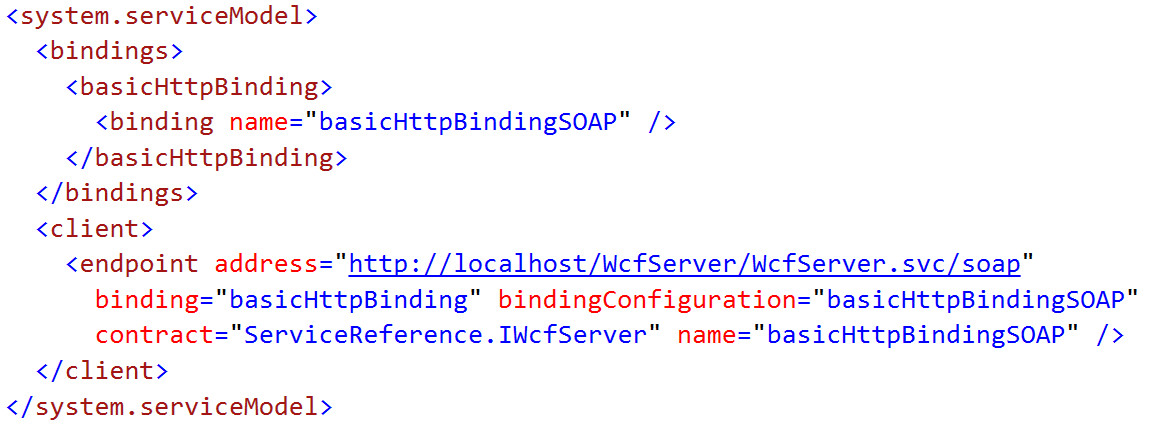 <system.serviceModel>
<bindings>
<basicHttpBinding>
<binding name="basicHttpBindingSOAP" />
</basicHttpBinding>
</bindings>
<client>
<endpoint address="http://localhost/WcfServer/WcfServer.svc/soap"
binding="basicHttpBinding" bindingConfiguration="basicHttpBindingSOAP"
contract="ServiceReference.IWcfServer" name="basicHttpBindingSOAP" />
</client>
</system.serviceModel>